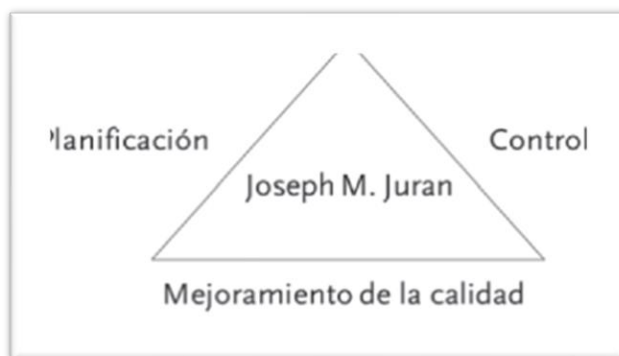 Planificación
Control
Joseph M. Juran
Mejoramiento de la calidad